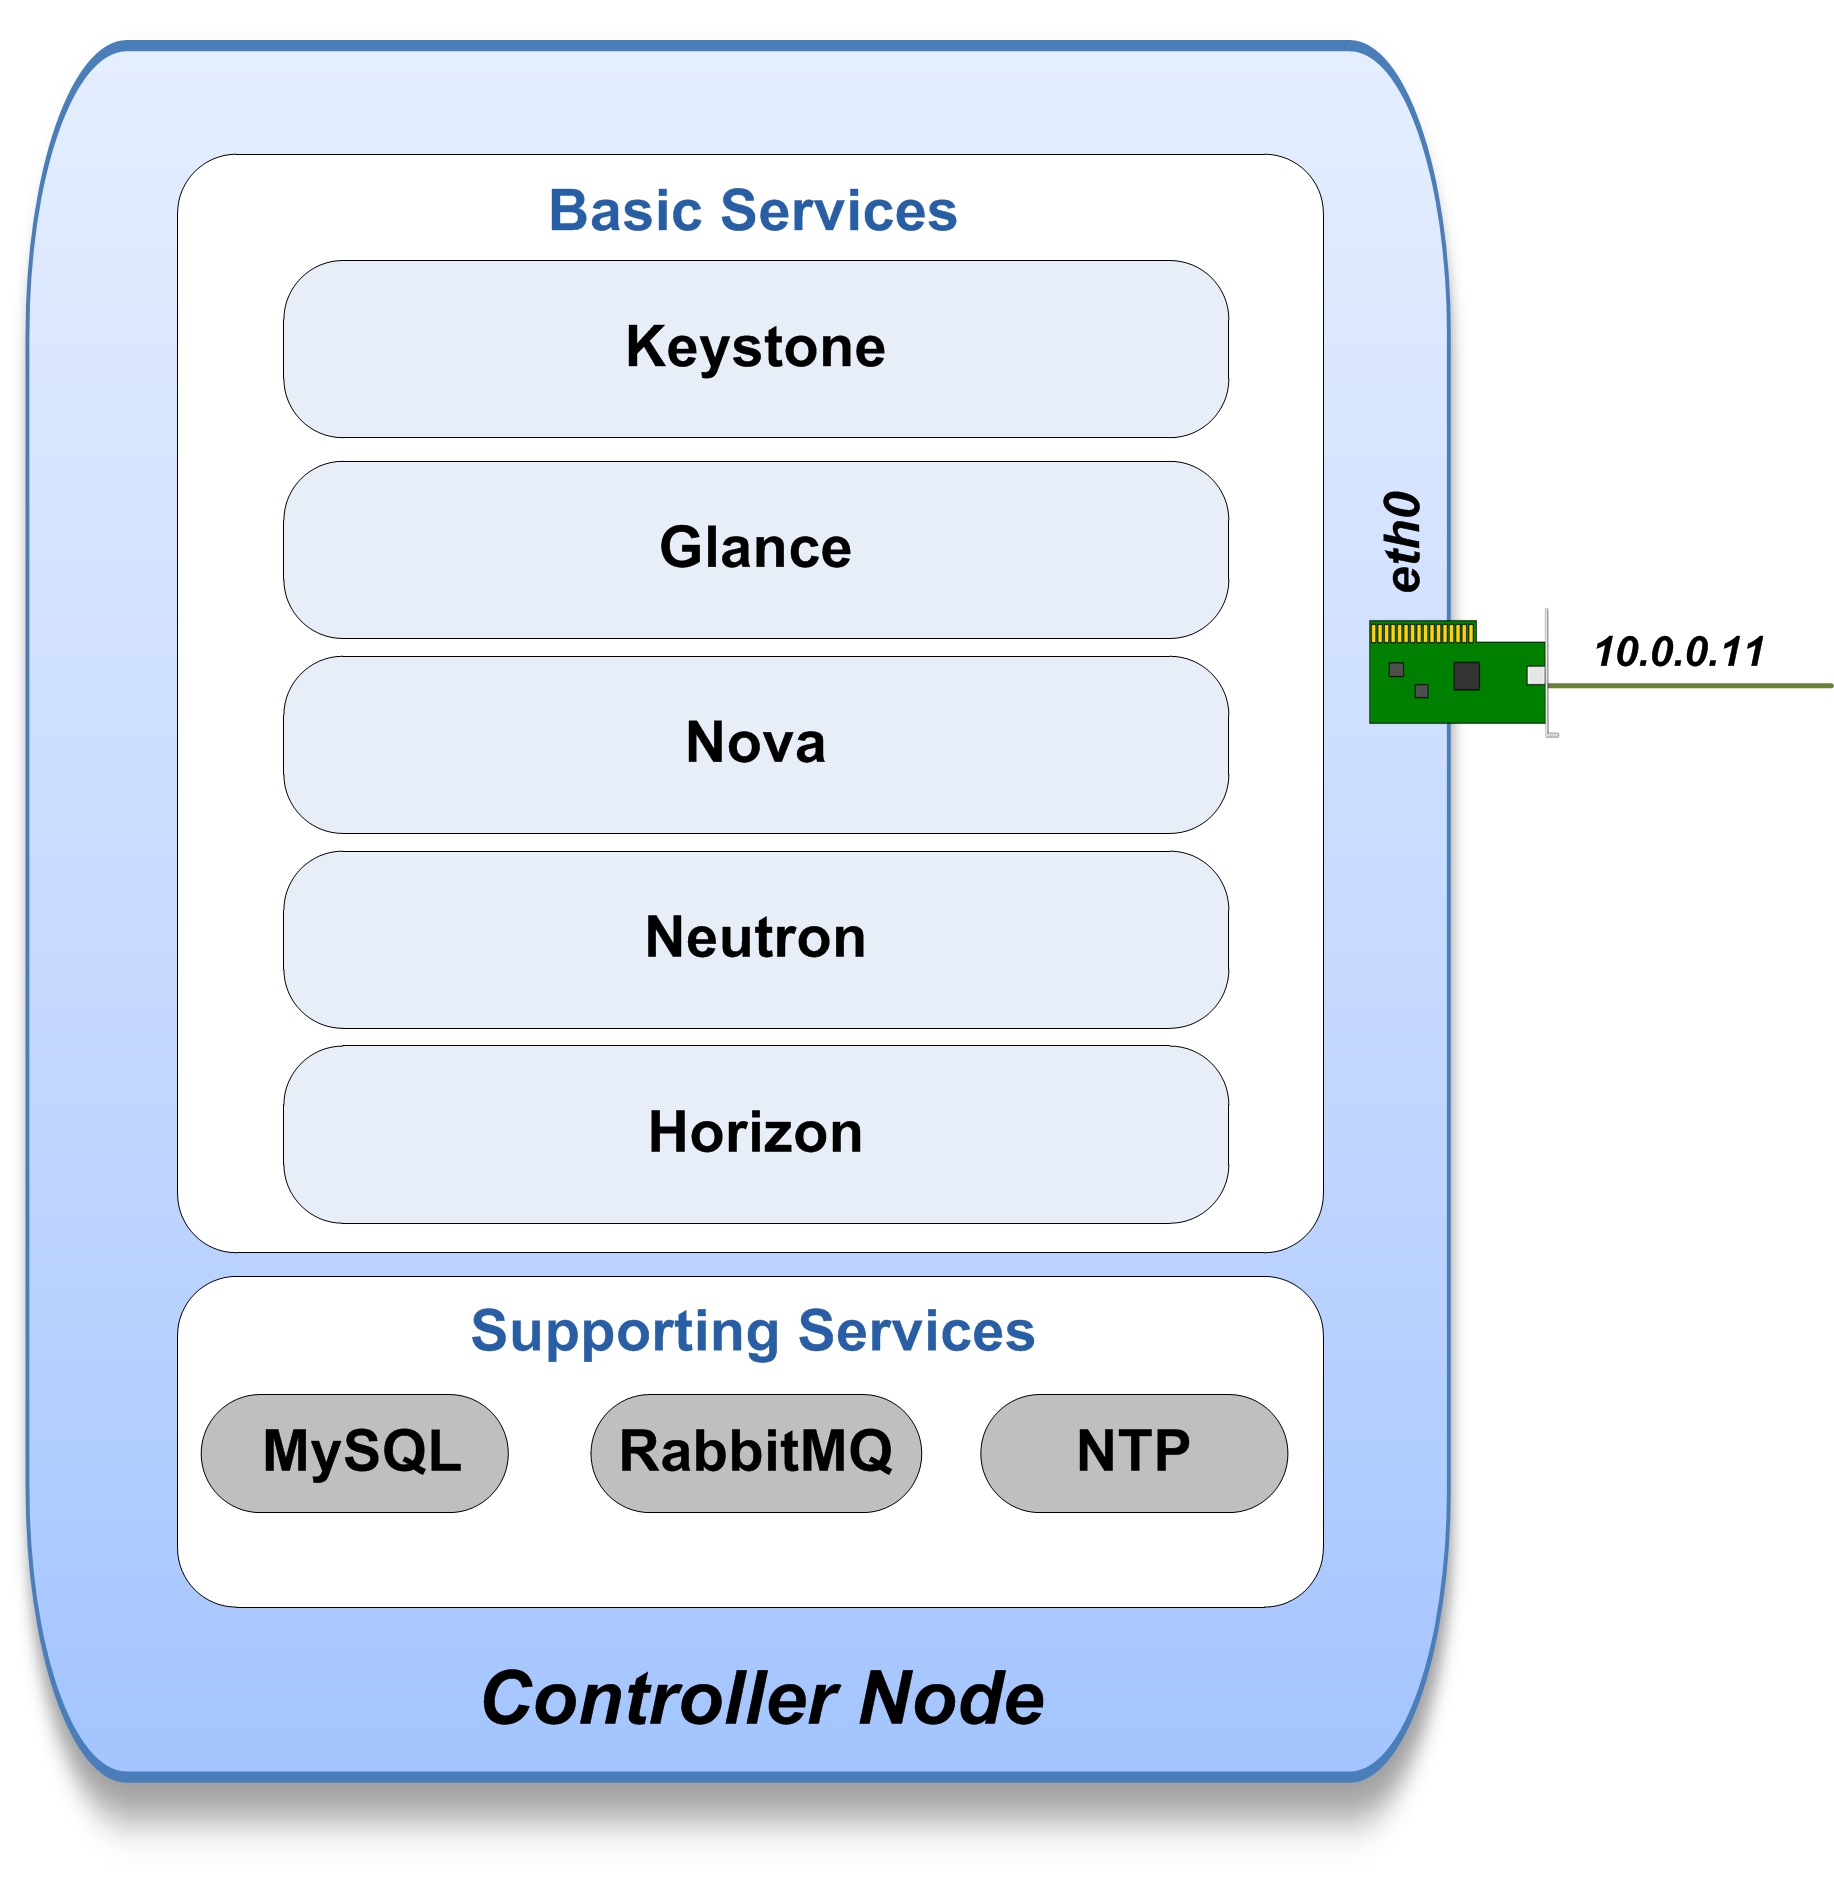 Basic Services
Keystone
Glance
Nova
Neutron
Horizon
eth0
10.0.0.11
Supporting Services
MySQL
RabbitMQ
NTP
Controller Node